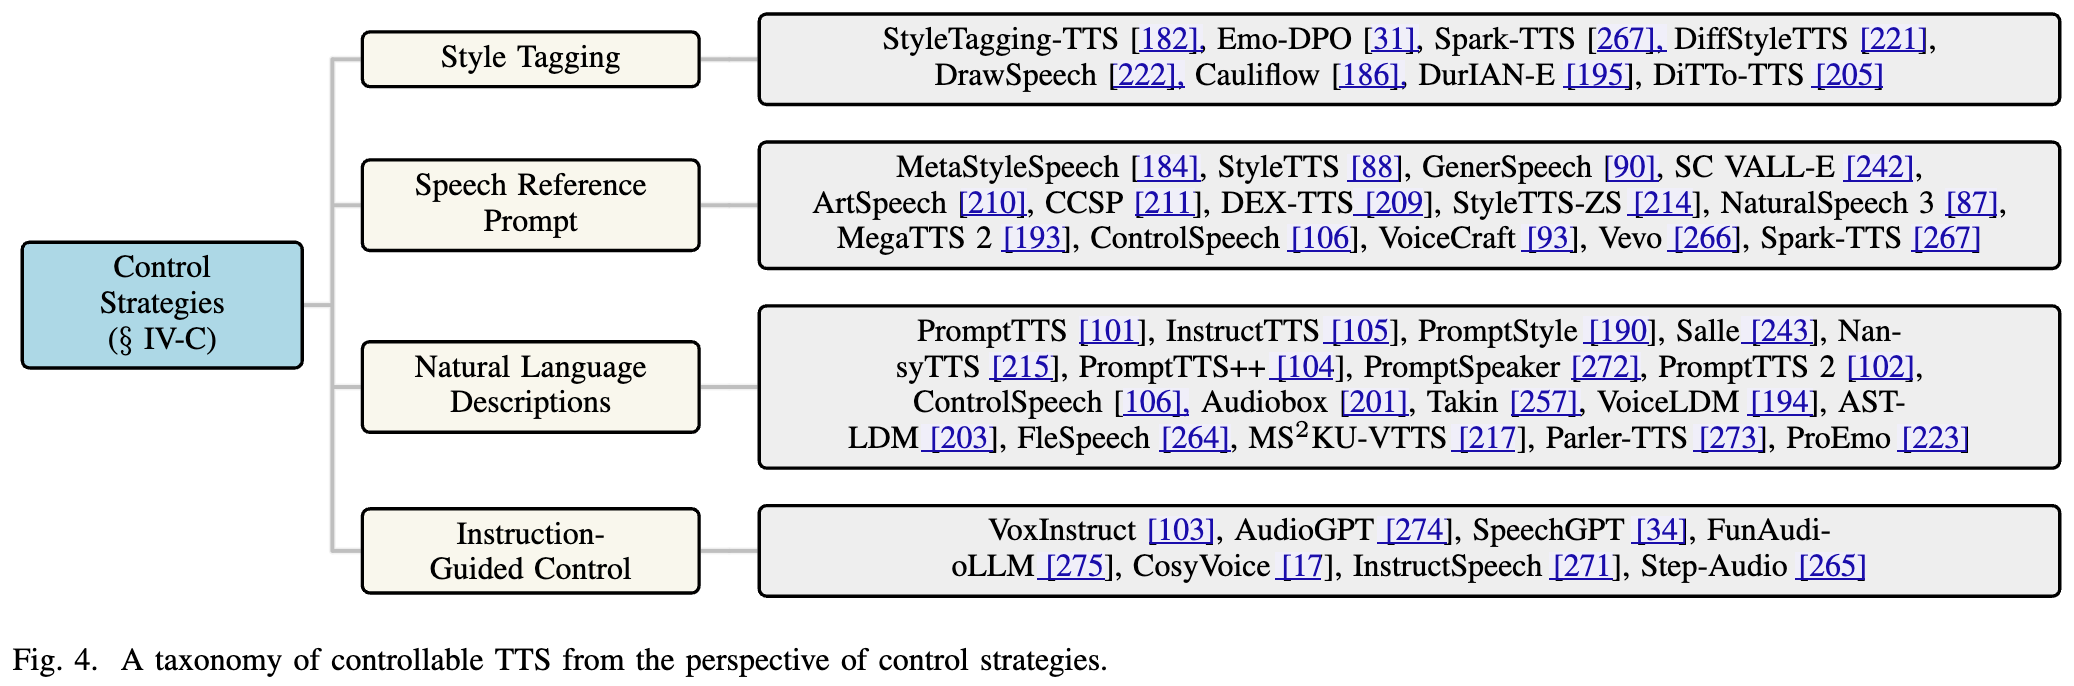 Style Tagging
StyleTagging-TTS [182], Emo-DPO [31], Spark-TTS [267], DiffStyleTTS [221],
DrawSpeech [222], Cauliflow [186], DurIAN-E [195], DiTTo-TTS [205]
Speech Reference
Prompt
MetaStyleSpeech [184], StyleTTS [88], GenerSpeech [90], SC VALL-E [242],
ArtSpeech [210], CCSP [211], DEX-TTS [209], StyleTTS-ZS [214], NaturalSpeech 3 [87],
MegaTTS 2 [193], ControlSpeech [106], VoiceCraft [93], Vevo [266], Spark-TTS [267]
Control
Strategies
(§ IV-C)
Natural Language
Descriptions
PromptTTS [101], InstructTTS [105], PromptStyle [190], Salle [243], Nan-
syTTS [215], PromptTTS++ [104], PromptSpeaker [272], PromptTTS 2 [102],
ControlSpeech [106], Audiobox [201], Takin [257], VoiceLDM [194], AST-
LDM [203], FleSpeech [264], MS²KU-VTTS [217], Parler-TTS [273], ProEmo [223]
Instruction-
Guided Control
VoxInstruct [103], AudioGPT [274], SpeechGPT [34], FunAudi-
oLLM [275], CosyVoice [17], InstructSpeech [271], Step-Audio [265]
Fig. 4. A taxonomy of controllable TTS from the perspective of control strategies.